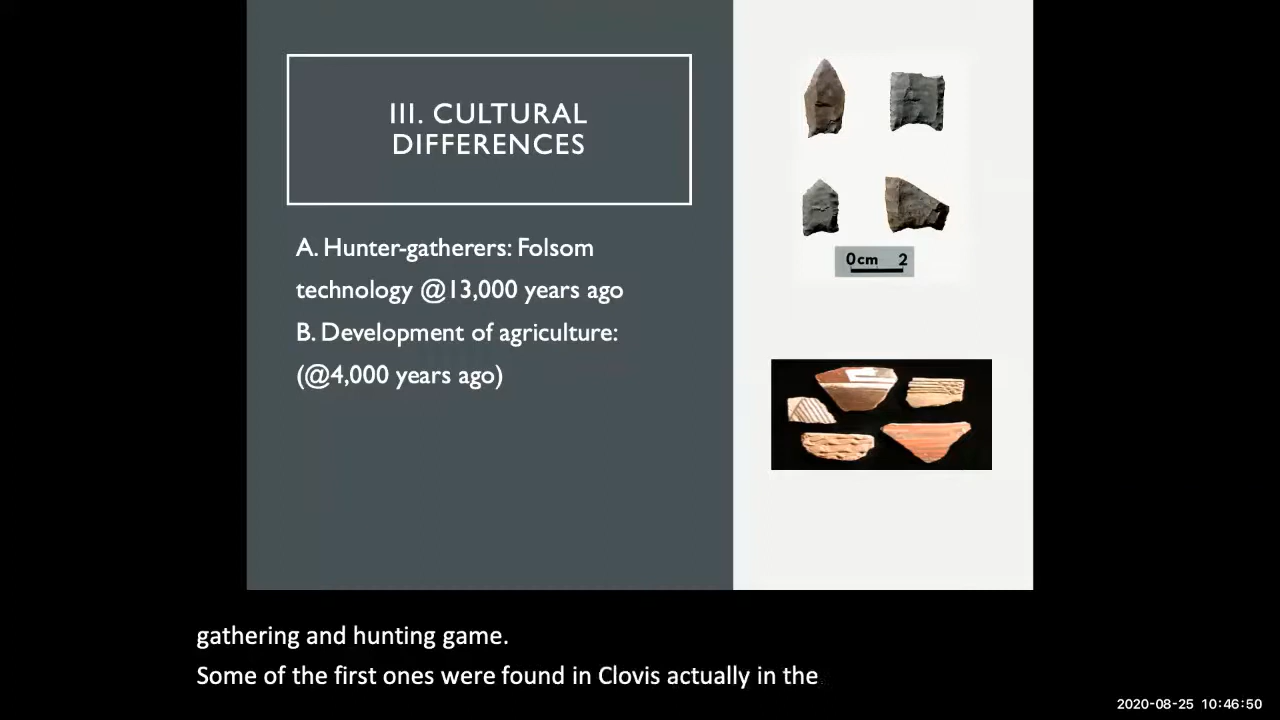 III. CULTURAL
DIFFERENCES
A. Hunter-gatherers: Folsom
technology @13,000 years ago
B. Development of agriculture:
(@4,000 years ago)
0cm 2
gathering and hunting game.
Some of the first ones were found in Clovis actually in the
2020-08-25 10:46:50